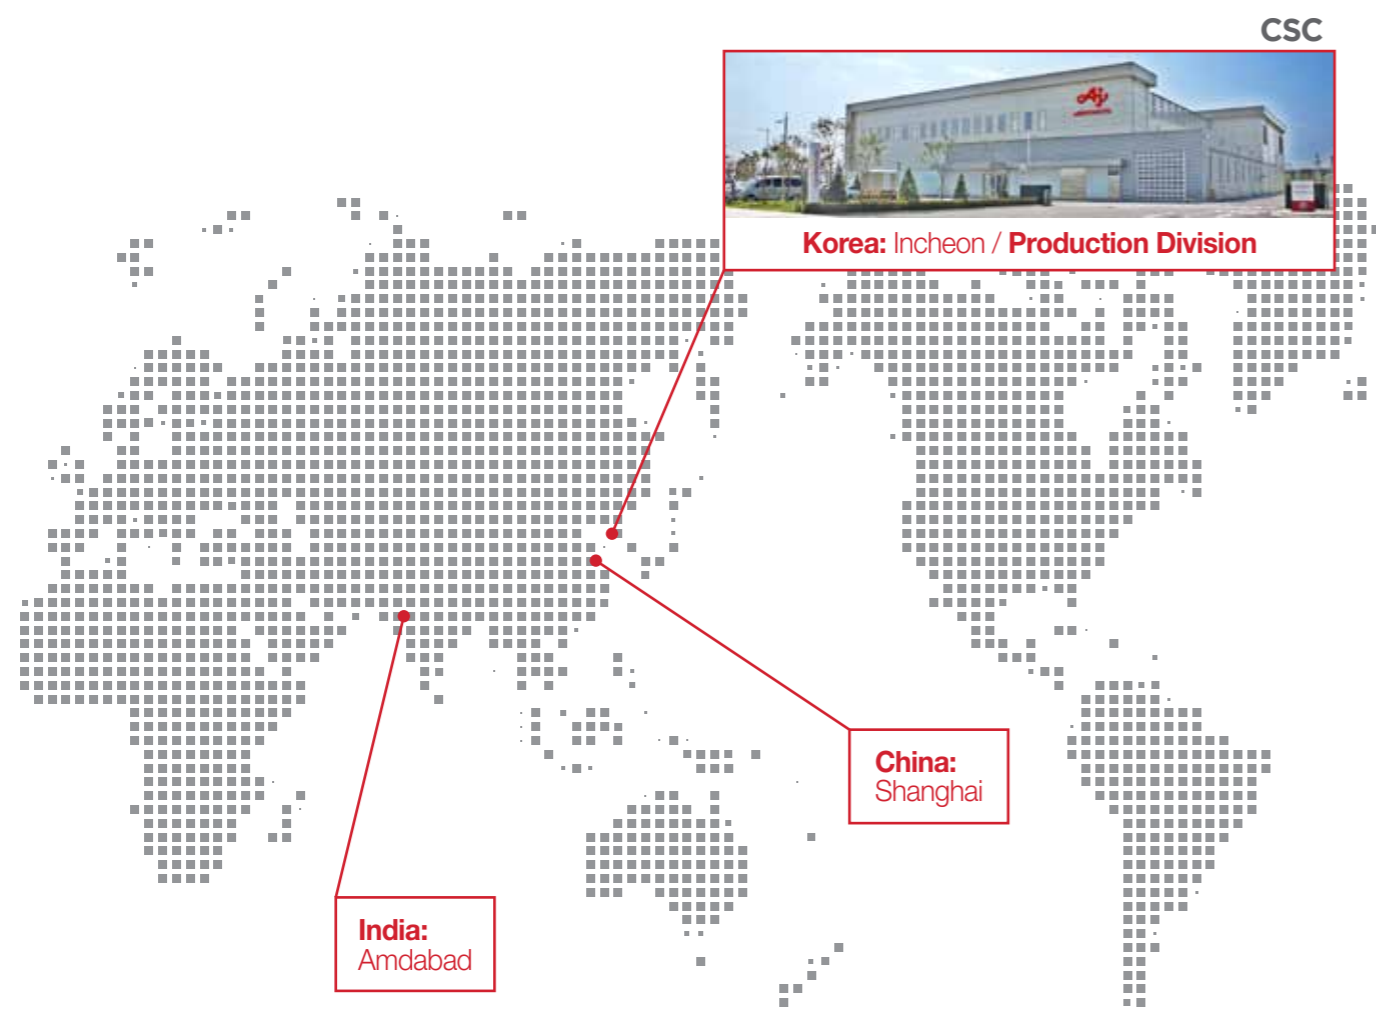 CSC
Korea: Incheon / Production Division
China:
Shanghai
India:
Amdabad